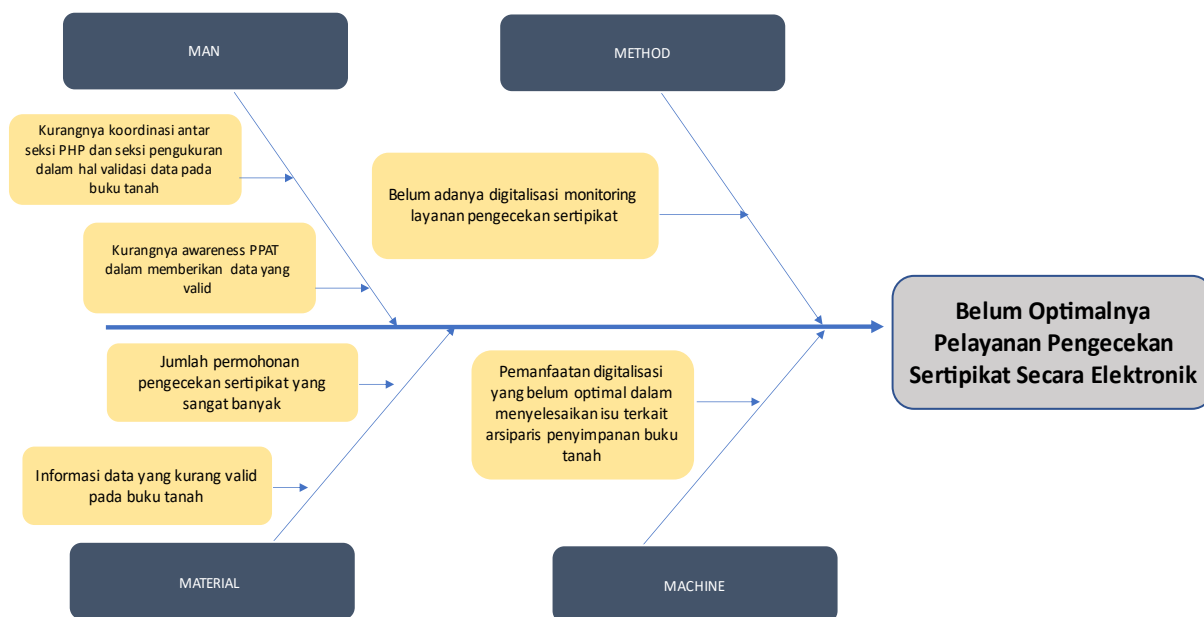 MAN
METHOD
Kurangnya koordinasi antar
seksi PHP dan seksi pengukuran
dalam hal validasi data pada
buku tanah
Belum adanya digitalisasi monitoring
layanan pengecekan sertipikat
Kurangnya awareness PPAT
dalam memberikan data yang
valid
Belum Optimalnya
Pelayanan Pengecekan
Sertipikat Secara Elektronik
Jumlah permohonan
pengecekan sertipikat yang
sangat banyak
Pemanfaatan digitalisasi
yang belum optimal dalam
menyelesaikan isu terkait
arsiparis penyimpanan buku
tanah
Informasi data yang kurang valid
pada buku tanah
MATERIAL
MACHINE